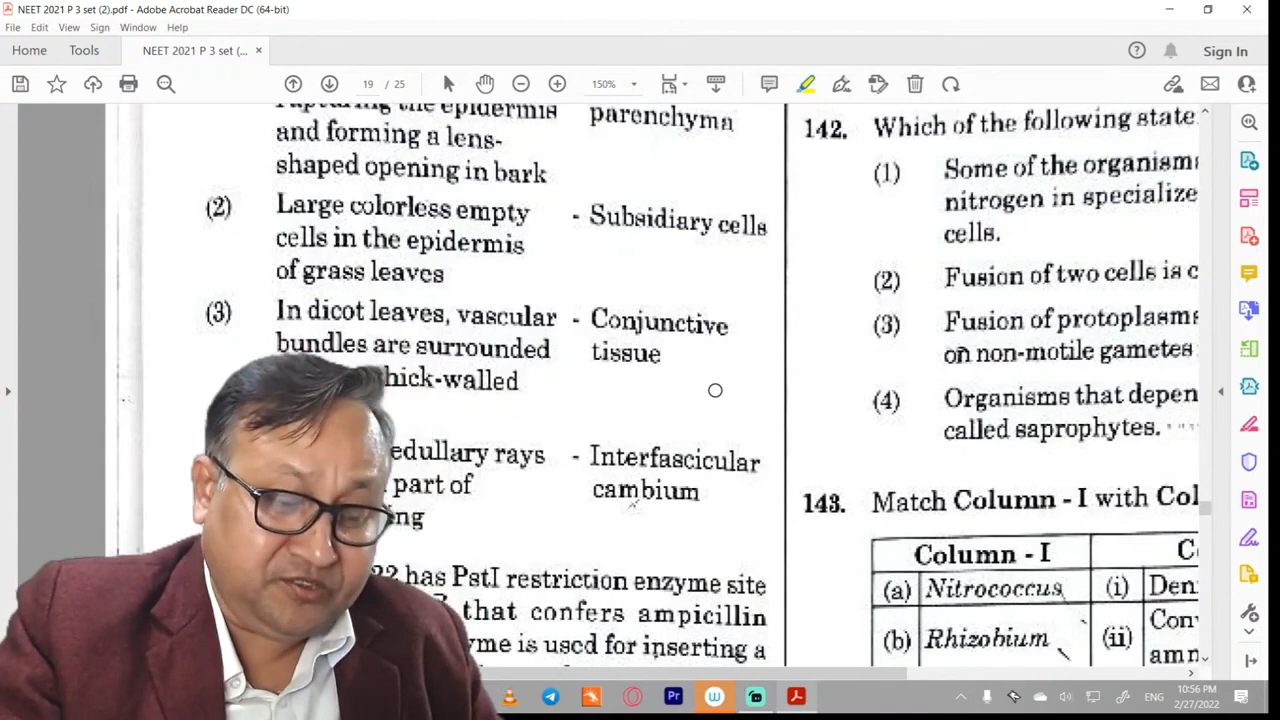 NEET 2021 P 3 set (2).pdf - Adobe Acrobat Reader DC (64-bit)
File Edit View Sign Window Help
Home Tools NEET 2021 P 3 set (... × Sign In
19 / 25 150%
rupturing the epidermis
and forming a lens-
shaped opening in bark
parenchyma
(2) Large colorless empty
cells in the epidermis
of grass leaves
- Subsidiary cells
(3) In dicot leaves, vascular
bundles are surrounded
hick-walled
- Conjunctive
tissue
edullary rays
part of
ng
- Interfascicular
cambium
22 has PstI restriction enzyme site
that confers ampicillin
yme is used for inserting a
142. Which of the following state
(1) Some of the organism
nitrogen in specialize
cells.
(2) Fusion of two cells is c
(3) Fusion of protoplasms
on non-motile gametes
(4) Organisms that depen
called saprophytes.
143. Match Column - I with Col
Column - I C
(a) Nitrococcus (i) Den
(b) Rhizobium (ii) Con
amn
ENG
10:56 PM
2/27/2022